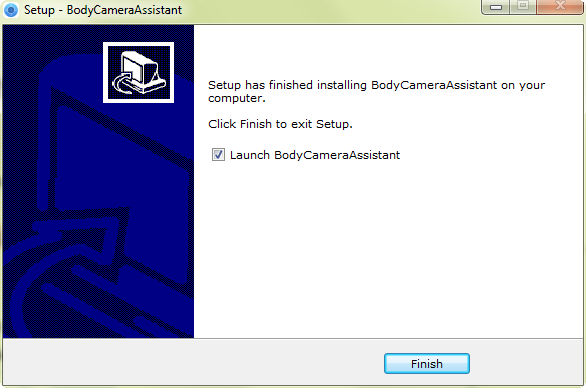 Setup - BodyCameraAssistant
Setup has finished installing BodyCameraAssistant on your
computer.
Click Finish to exit Setup.
Launch BodyCameraAssistant
Finish